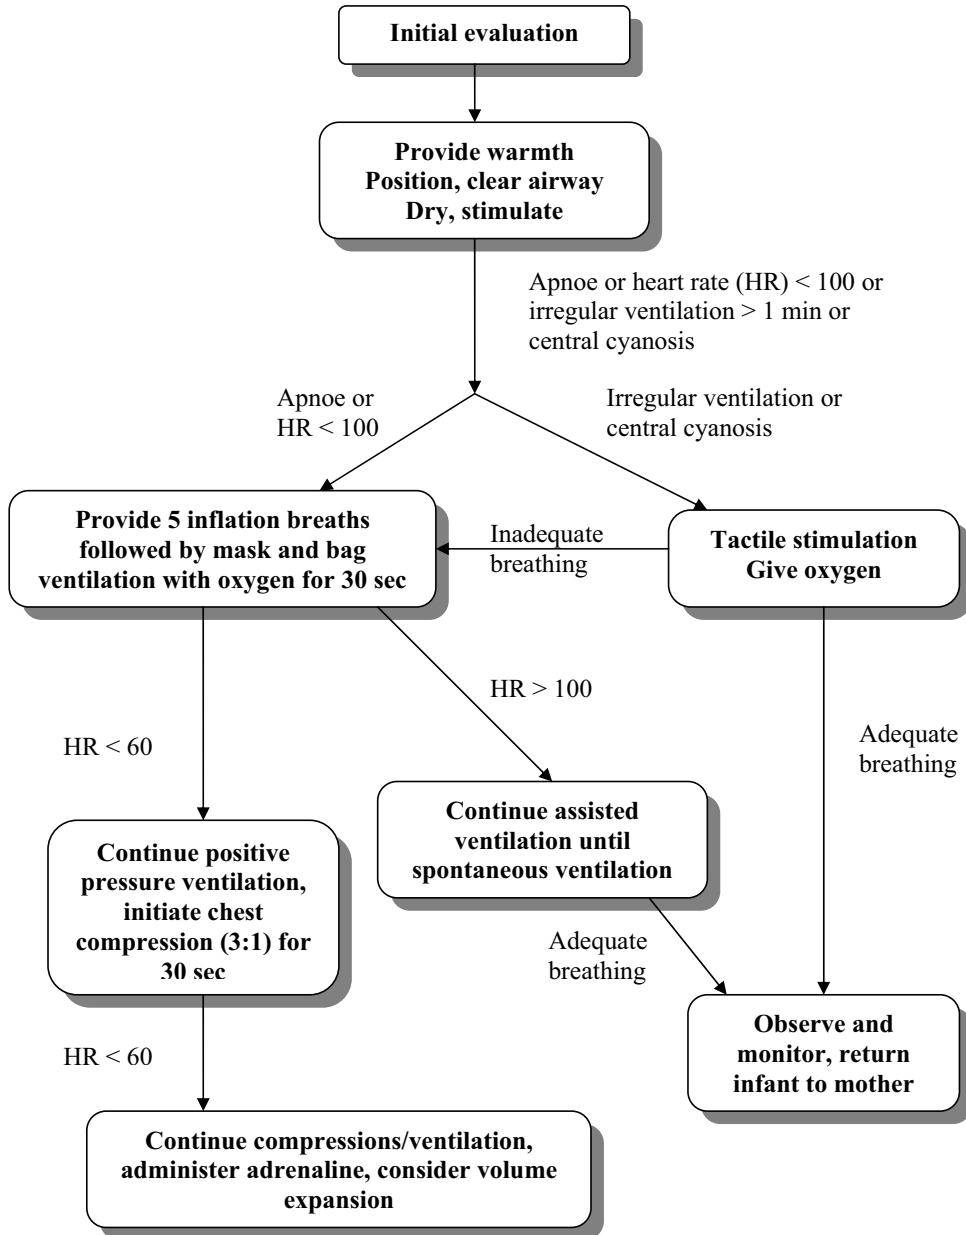 Initial evaluation
Provide warmth
Position, clear airway
Dry, stimulate
Apnoe or heart rate (HR) < 100 or
irregular ventilation > 1 min or
central cyanosis
Apnoe or
HR < 100
Irregular ventilation or
central cyanosis
Provide 5 inflation breaths
followed by mask and bag
ventilation with oxygen for 30 sec
Inadequate
breathing
Tactile stimulation
Give oxygen
HR < 60
HR > 100
Adequate
breathing
Continue positive
pressure ventilation,
initiate chest
compression (3:1) for
30 sec
Continue assisted
ventilation until
spontaneous ventilation
Adequate
breathing
HR < 60
Observe and
monitor, return
infant to mother
Continue compressions/ventilation,
administer adrenaline, consider volume
expansion